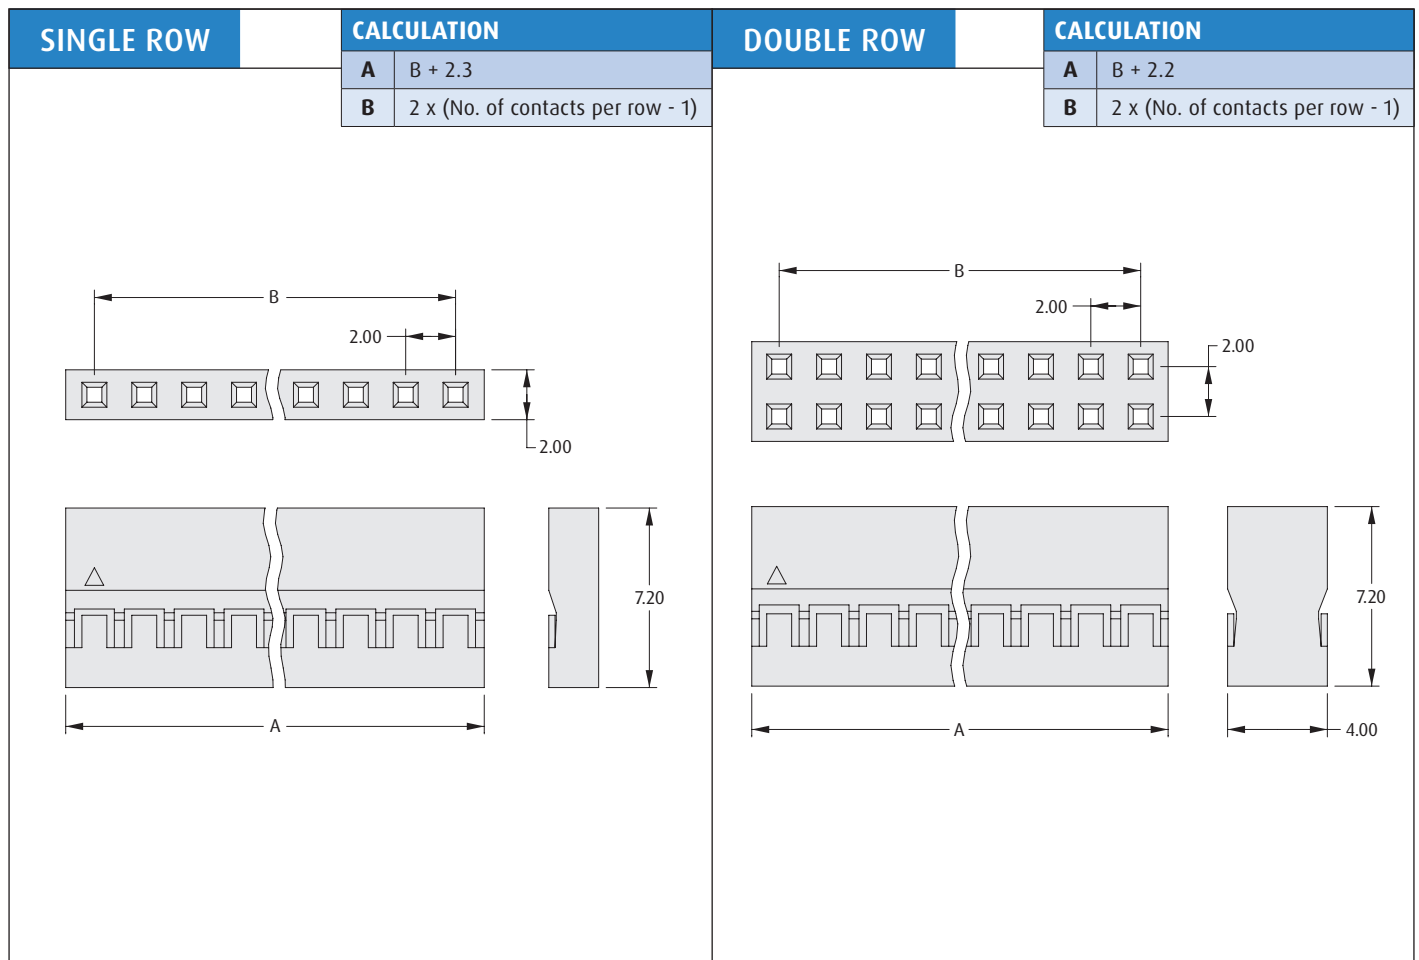 SINGLE ROW
CALCULATION
A B + 2.3
B 2 x (No. of contacts per row - 1)
B
2.00
2.00
7.20
A
DOUBLE ROW
CALCULATION
A B + 2.2
B 2 x (No. of contacts per row - 1)
B
2.00
2.00
7.20
A
4.00